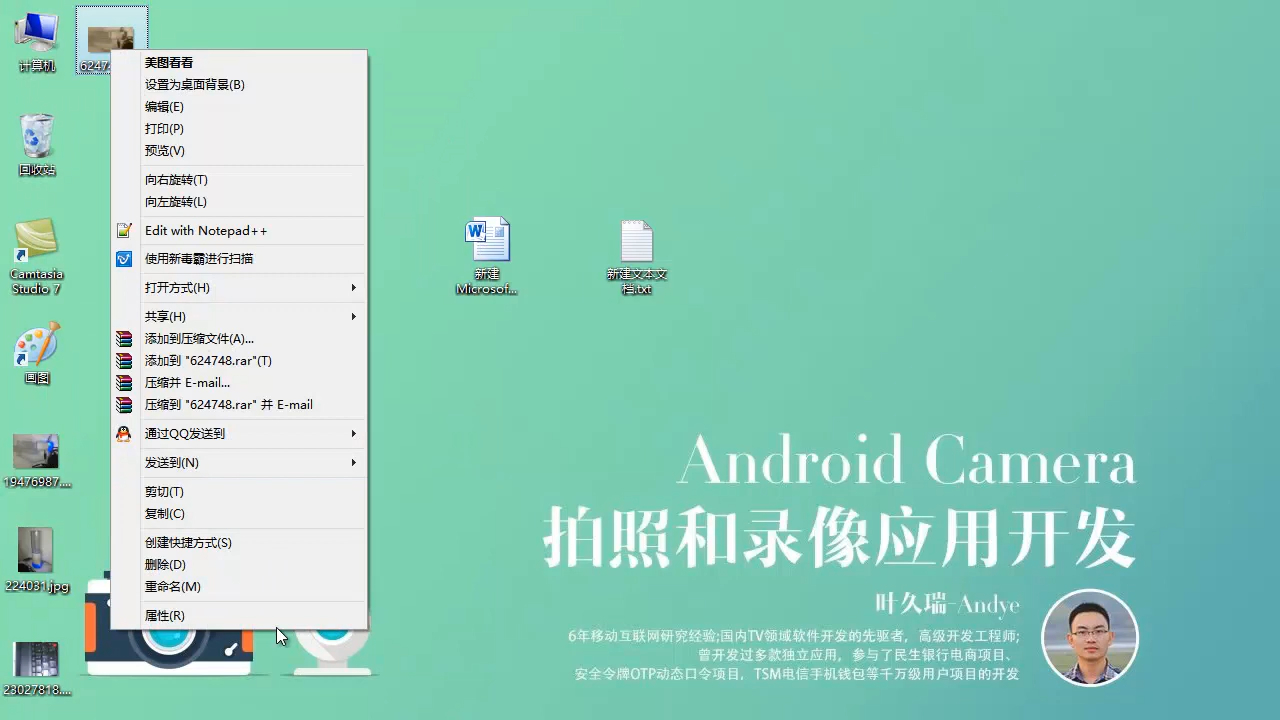 计算机
6247
回收站
Camtasia
Studio 7
画图
19476987....
224031.jpg
23027818....
美图看看
设置为桌面背景(B)
编辑(E)
打印(P)
预览(V)
向右旋转(T)
向左旋转(L)
Edit with Notepad++
使用新毒霸进行扫描
打开方式(H)
共享(H)
添加到压缩文件(A)...
添加到 "624748.rar"(T)
压缩并 E-mail...
压缩到 "624748.rar" 并 E-mail
通过QQ发送到
发送到(N)
剪切(T)
复制(C)
创建快捷方式(S)
删除(D)
重命名(M)
属性(R)
新建
Microsof...
新建文本文
档.txt
Android Camera
拍照和录像应用开发
叶久瑞-Andye
6年移动互联网研究经验;国内TV领域软件开发的先驱者，高级开发工程师;
曾开发过多款独立应用，参与了民生银行电商项目、
安全令牌OTP动态口令项目，TSM电信手机钱包等千万级用户项目的开发